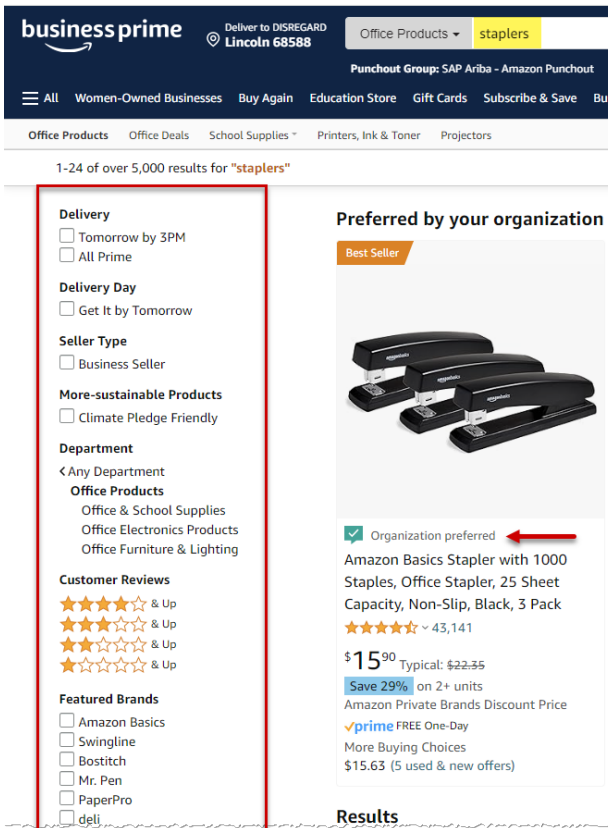 business prime
Deliver to DISREGARD
Lincoln 68588
Office Products
staplers
Punchout Group: SAP Ariba - Amazon Punchout
All Women-Owned Businesses Buy Again Education Store Gift Cards Subscribe & Save Bu
Office Products Office Deals School Supplies Printers, Ink & Toner Projectors
1-24 of over 5,000 results for "staplers"
Delivery
Tomorrow by 3PM
All Prime
Delivery Day
Get It by Tomorrow
Seller Type
Business Seller
More-sustainable Products
Climate Pledge Friendly
Department
Any Department
Office Products
Office & School Supplies
Office Electronics Products
Office Furniture & Lighting
Customer Reviews
& Up
& Up
& Up
& Up
Featured Brands
Amazon Basics
Swingline
Bostitch
Mr. Pen
PaperPro
deli
Preferred by your organization
Best Seller
amazonbasics
amazonbasics
amazonbasics
Organization preferred
Amazon Basics Stapler with 1000
Staples, Office Stapler, 25 Sheet
Capacity, Non-Slip, Black, 3 Pack
43,141
$1590 Typical: $22.35
Save 29% on 2+ units
Amazon Private Brands Discount Price
prime FREE One-Day
More Buying Choices
$15.63 (5 used & new offers)
Results